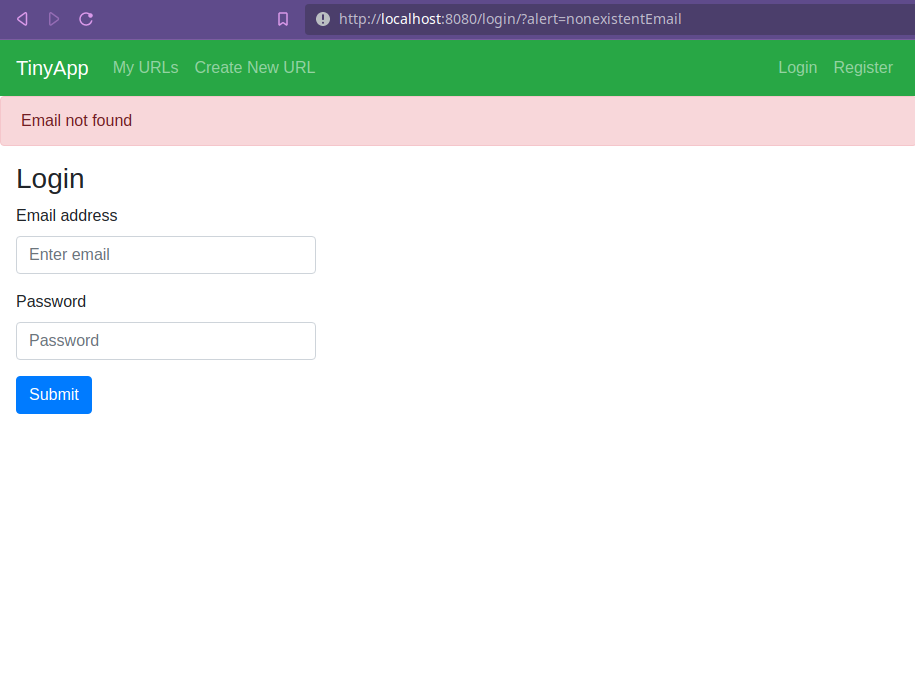 http://localhost:8080/login/?alert=nonexistentEmail
TinyApp My URLs Create New URL Login Register
Email not found
Login
Email address
Enter email
Password
Password
Submit